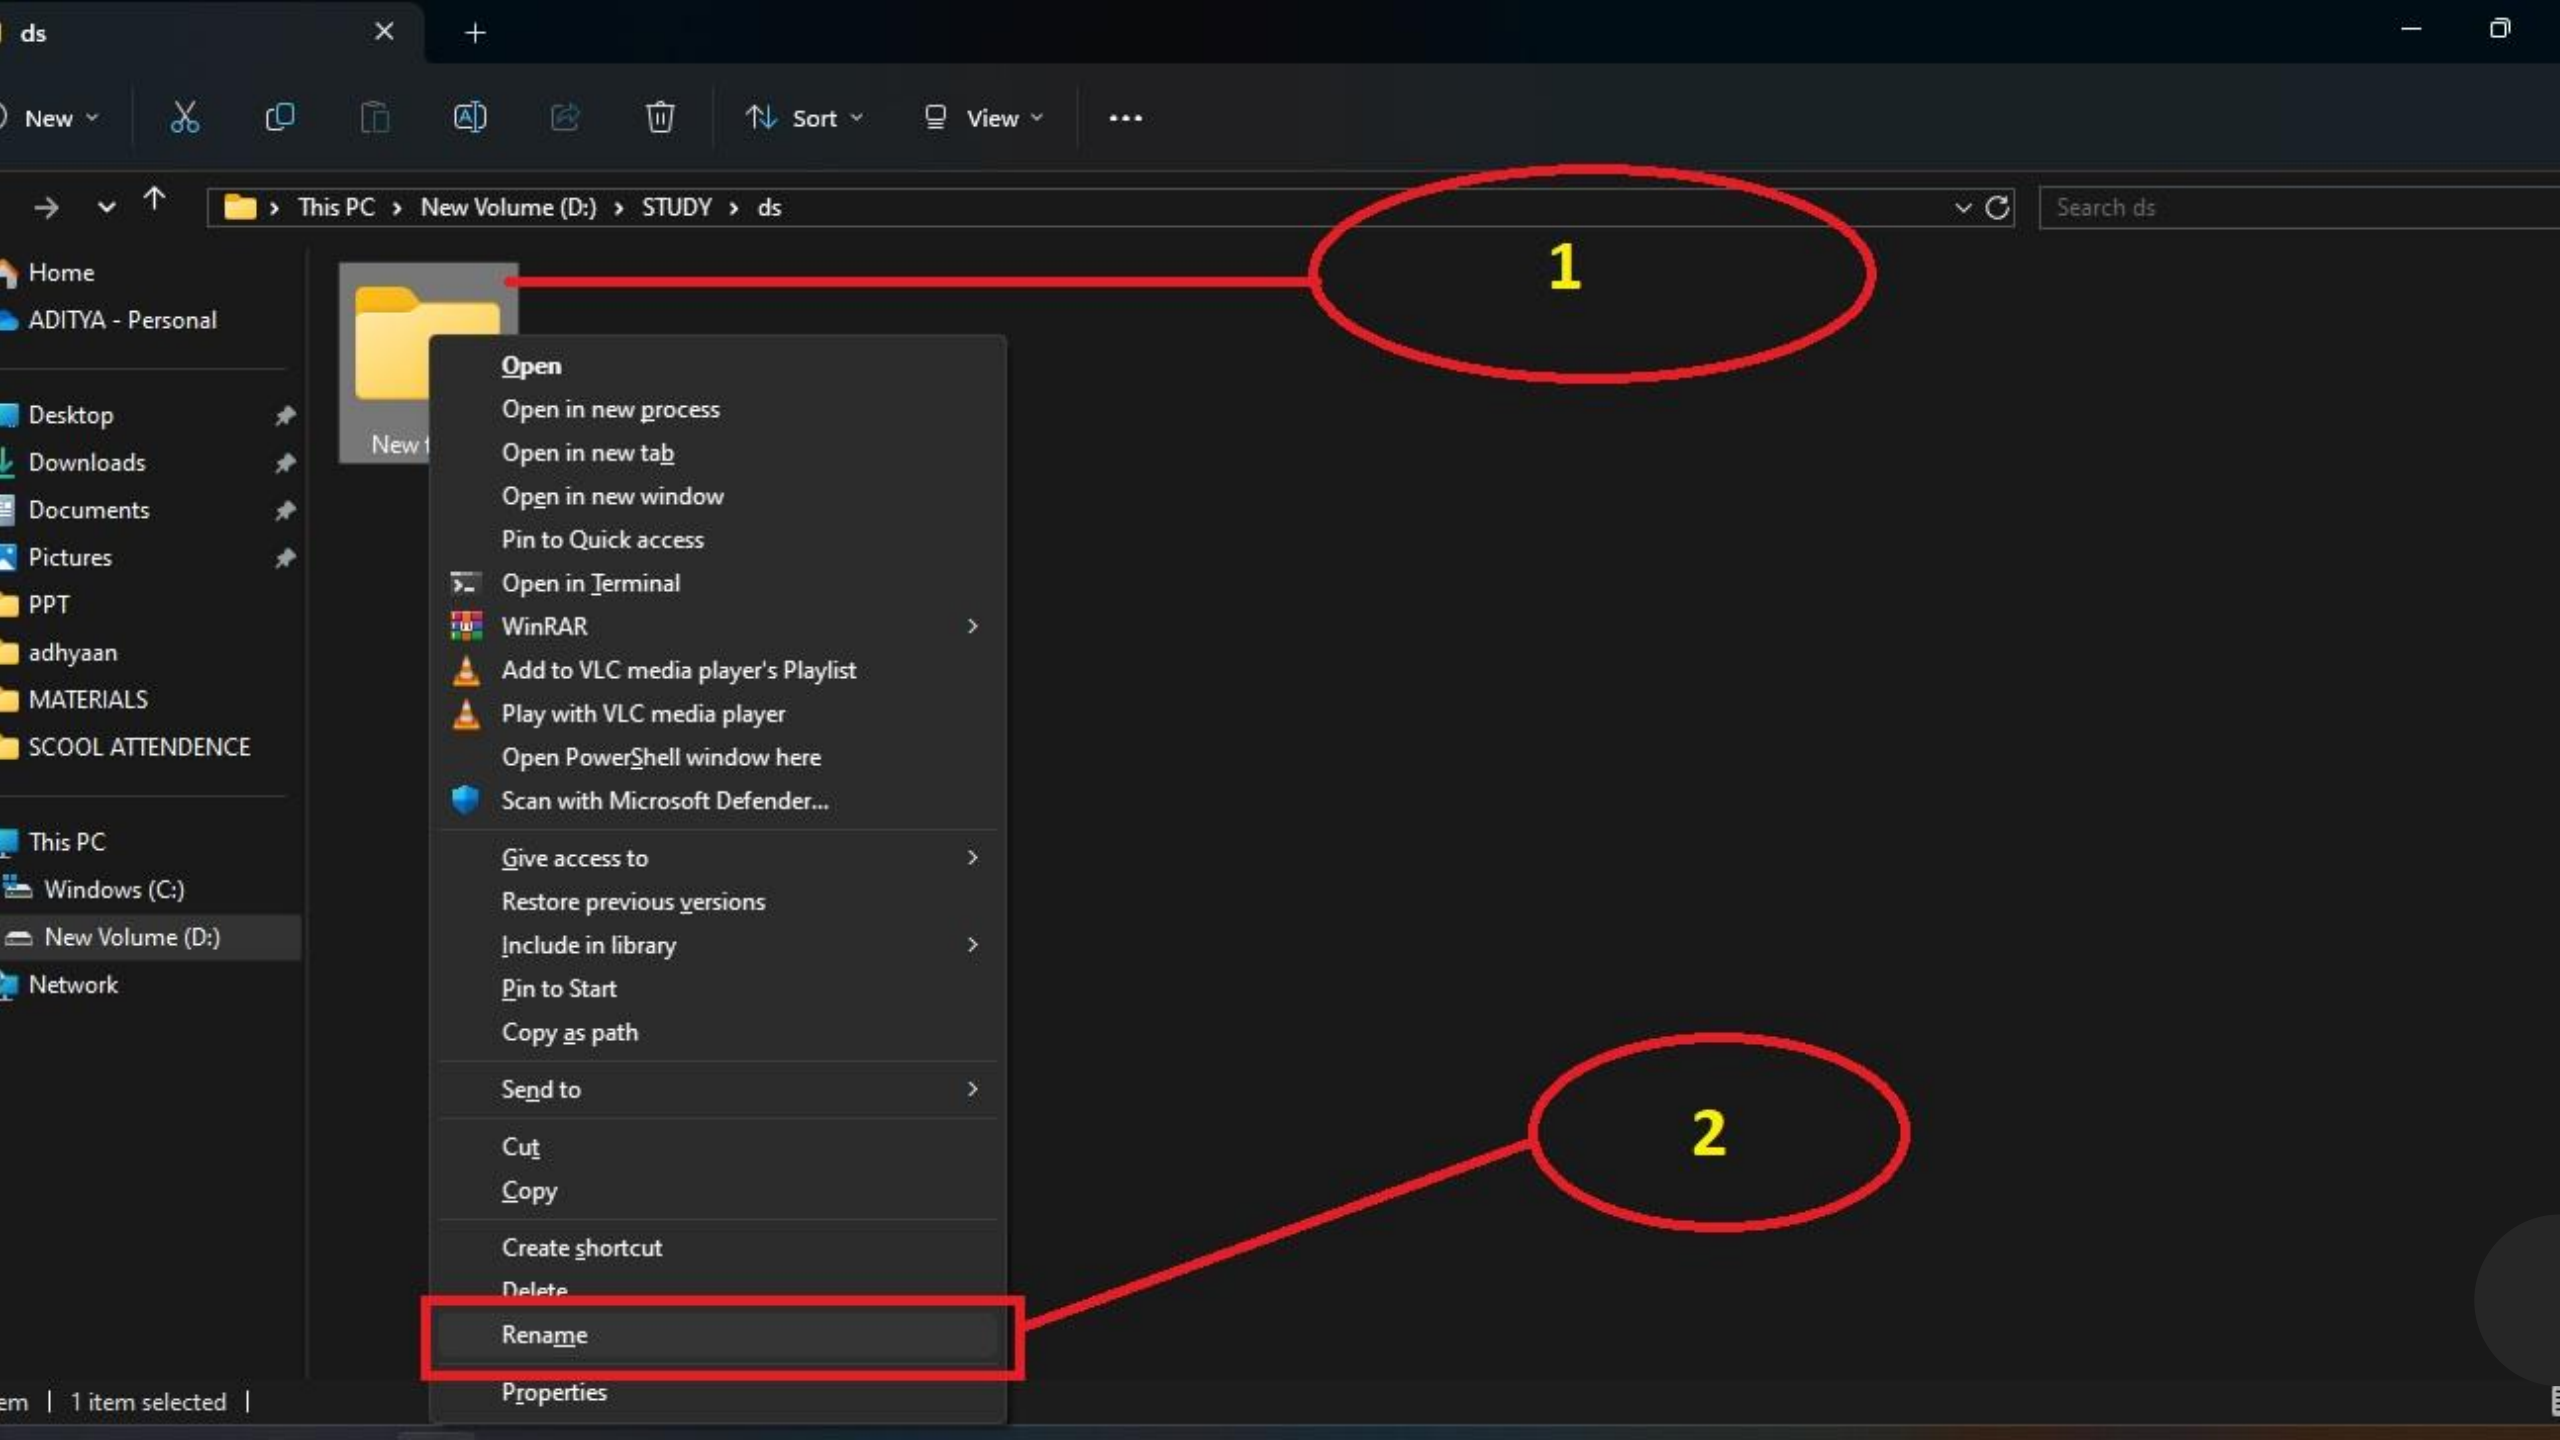 ds
New
Sort
View
This PC > New Volume (D:) > STUDY > ds
Search ds
1
Home
ADITYA - Personal
Desktop
Downloads
Documents
Pictures
PPT
adhyaan
MATERIALS
SCOOL ATTENDENCE
This PC
Windows (C:)
New Volume (D:)
Network
New
Open
Open in new process
Open in new tab
Open in new window
Pin to Quick access
Open in Terminal
WinRAR
Add to VLC media player's Playlist
Play with VLC media player
Open PowerShell window here
Scan with Microsoft Defender...
Give access to
Restore previous versions
Include in library
Pin to Start
Copy as path
Send to
Cut
Copy
Create shortcut
Delete
Rename
Properties
2
1 item selected